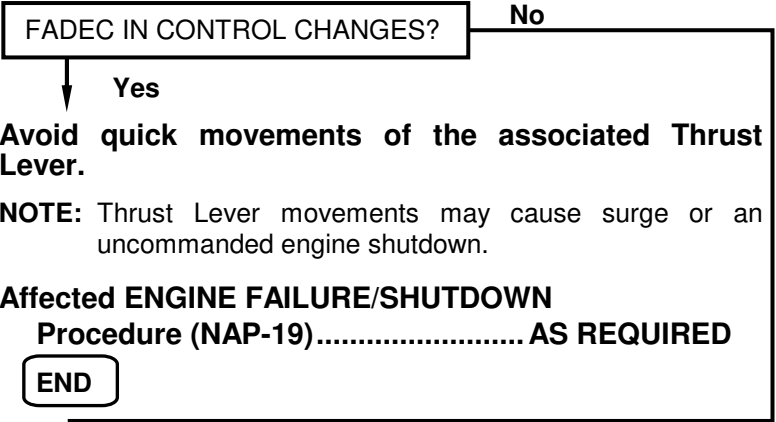 FADEC IN CONTROL CHANGES?
No
Yes
Avoid quick movements of the associated Thrust
Lever.
NOTE: Thrust Lever movements may cause surge or an
uncommanded engine shutdown.
Affected ENGINE FAILURE/SHUTDOWN
Procedure (NAP-19)........................ AS REQUIRED
END